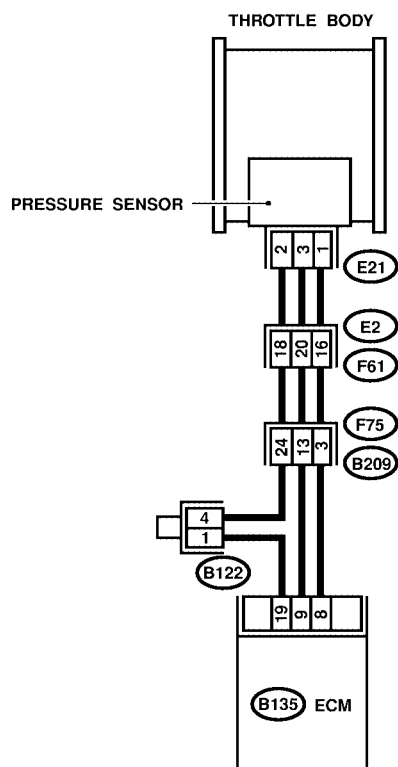 THROTTLE BODY
PRESSURE SENSOR
2 3 1
E21
E2
18 20 16
F61
F75
24 13 3
B209
4
1
B122
19 9 8
B135 ECM